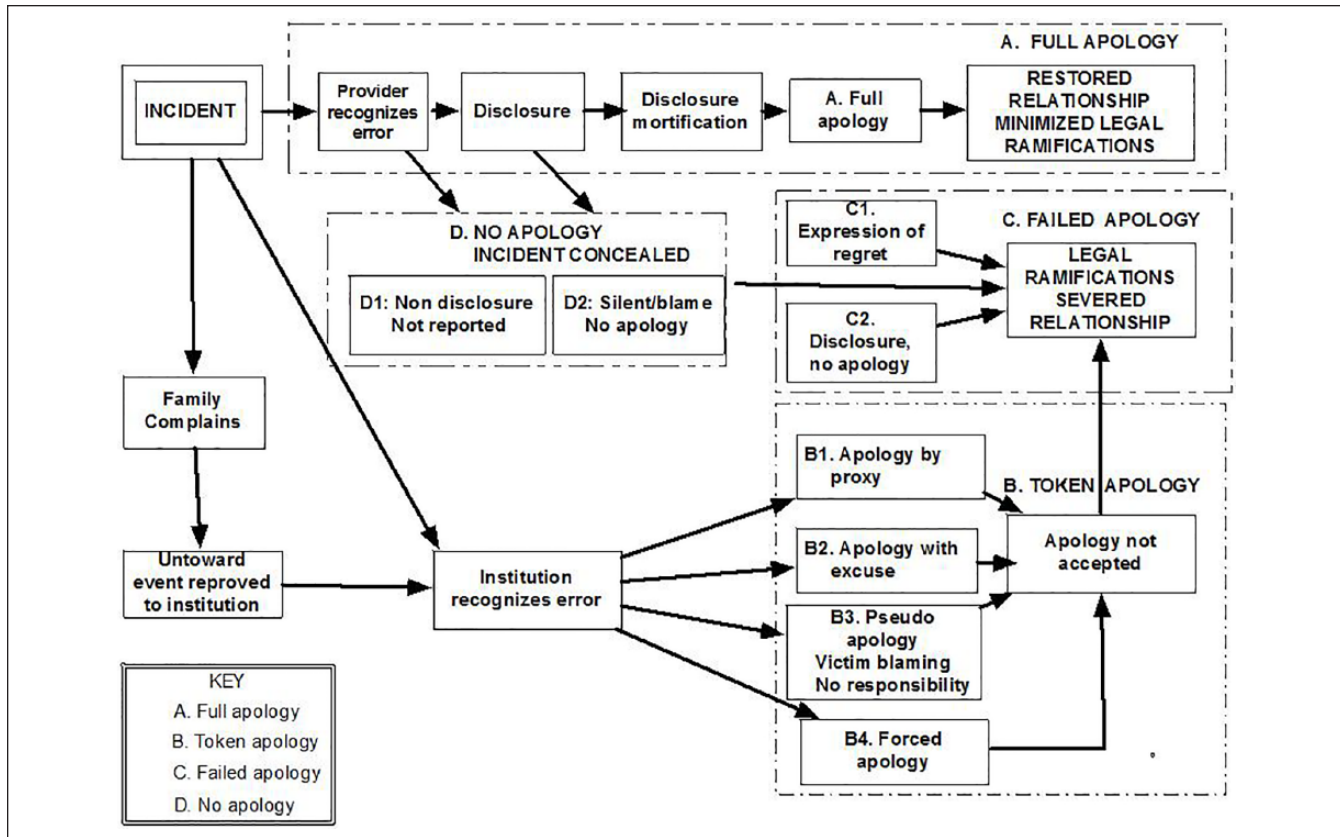 A. FULL APOLOGY
INCIDENT
Provider
recognizes
error
Disclosure
Disclosure
mortification
A. Full
apology
RESTORED
RELATIONSHIP
MINIMIZED LEGAL
RAMIFICATIONS
D. NO APOLOGY
INCIDENT CONCEALED
D1: Non disclosure
Not reported
D2: Silent/blame
No apology
C1.
Expression of
regret
C2.
Disclosure,
no apology
C. FAILED APOLOGY
LEGAL
RAMIFICATIONS
SEVERED
RELATIONSHIP
Family
Complains
Untoward
event reproved
to institution
Institution
recognizes error
B1. Apology by
proxy
B2. Apology with
excuse
B3. Pseudo
apology
Victim blaming
No responsibility
B4. Forced
apology
B. TOKEN APOLOGY
Apology not
accepted
KEY
A. Full apology
B. Token apology
C. Failed apology
D. No apology